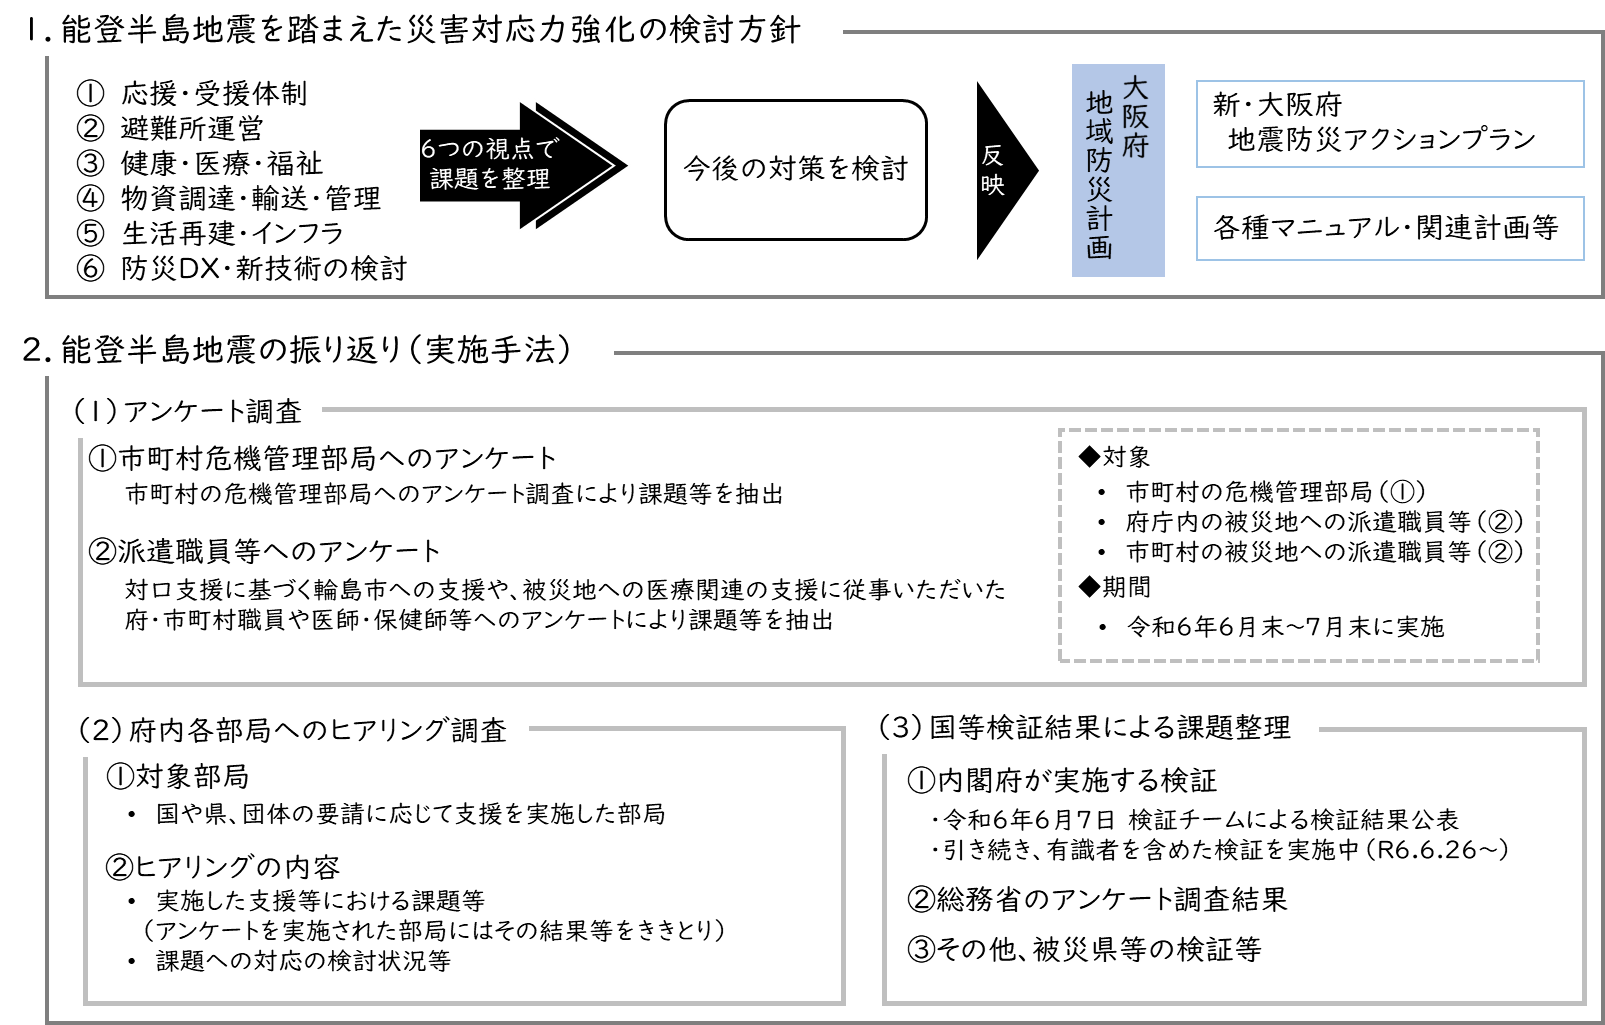 1．能登半島地震を踏まえた災害対応力強化の検討方針
① 応援・受援体制
② 避難所運営
③ 健康・医療・福祉
④ 物資調達・輸送・管理
⑤ 生活再建・インフラ
⑥ 防災DX・新技術の検討
6つの視点で
課題を整理
今後の対策を検討
反映
大阪府
地域防災計画
新・大阪府
地震防災アクションプラン
各種マニュアル・関連計画等
2．能登半島地震の振り返り（実施手法）
（1）アンケート調査
①市町村危機管理部局へのアンケート
市町村の危機管理部局へのアンケート調査により課題等を抽出
②派遣職員等へのアンケート
対口支援に基づく輪島市への支援や、被災地への医療関連の支援に従事いただいた
府・市町村職員や医師・保健師等へのアンケートにより課題等を抽出
◆対象
• 市町村の危機管理部局（①）
• 府庁内の被災地への派遣職員等（②）
• 市町村の被災地への派遣職員等（②）
◆期間
• 令和6年6月末～7月末に実施
（2）府内各部局へのヒアリング調査
①対象部局
• 国や県、団体の要請に応じて支援を実施した部局
②ヒアリングの内容
• 実施した支援等における課題等
（アンケートを実施された部局にはその結果等をききとり）
• 課題への対応の検討状況等
（3）国等検証結果による課題整理
①内閣府が実施する検証
・令和6年6月7日 検証チームによる検証結果公表
・引き続き、有識者を含めた検証を実施中（R6.6.26～）
②総務省のアンケート調査結果
③その他、被災県等の検証等